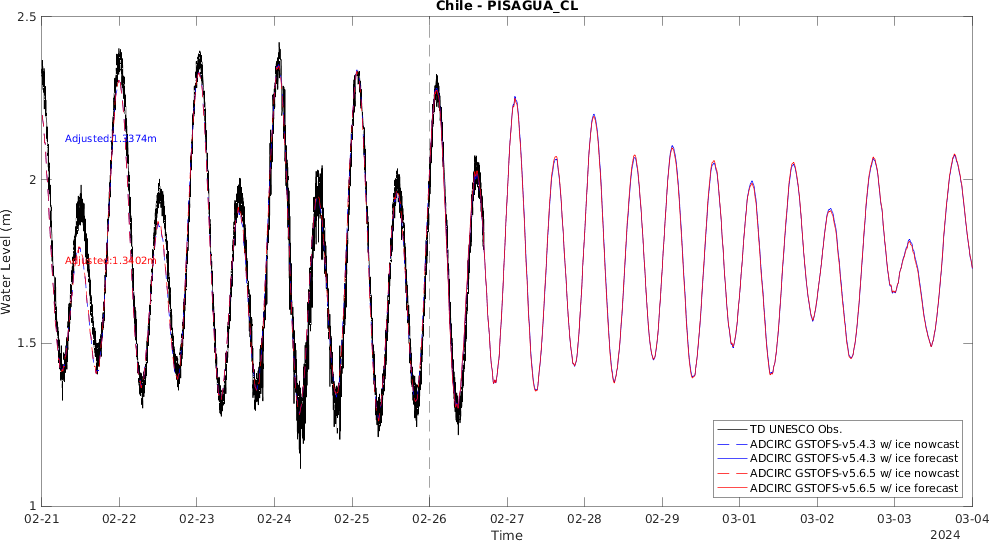 Chile - PISAGUA_CL
2.5
2
1.5
1
Water Level (m)
Adjusted:1.3374m
Adjusted:1.3402m
TD UNESCO Obs.
ADCIRC GSTOFS-v5.4.3 w/ ice nowcast
ADCIRC GSTOFS-v5.4.3 w/ ice forecast
ADCIRC GSTOFS-v5.6.5 w/ ice nowcast
ADCIRC GSTOFS-v5.6.5 w/ ice forecast
02-21 02-22 02-23 02-24 02-25 02-26 02-27 02-28 02-29 03-01 03-02 03-03 03-04
Time
2024